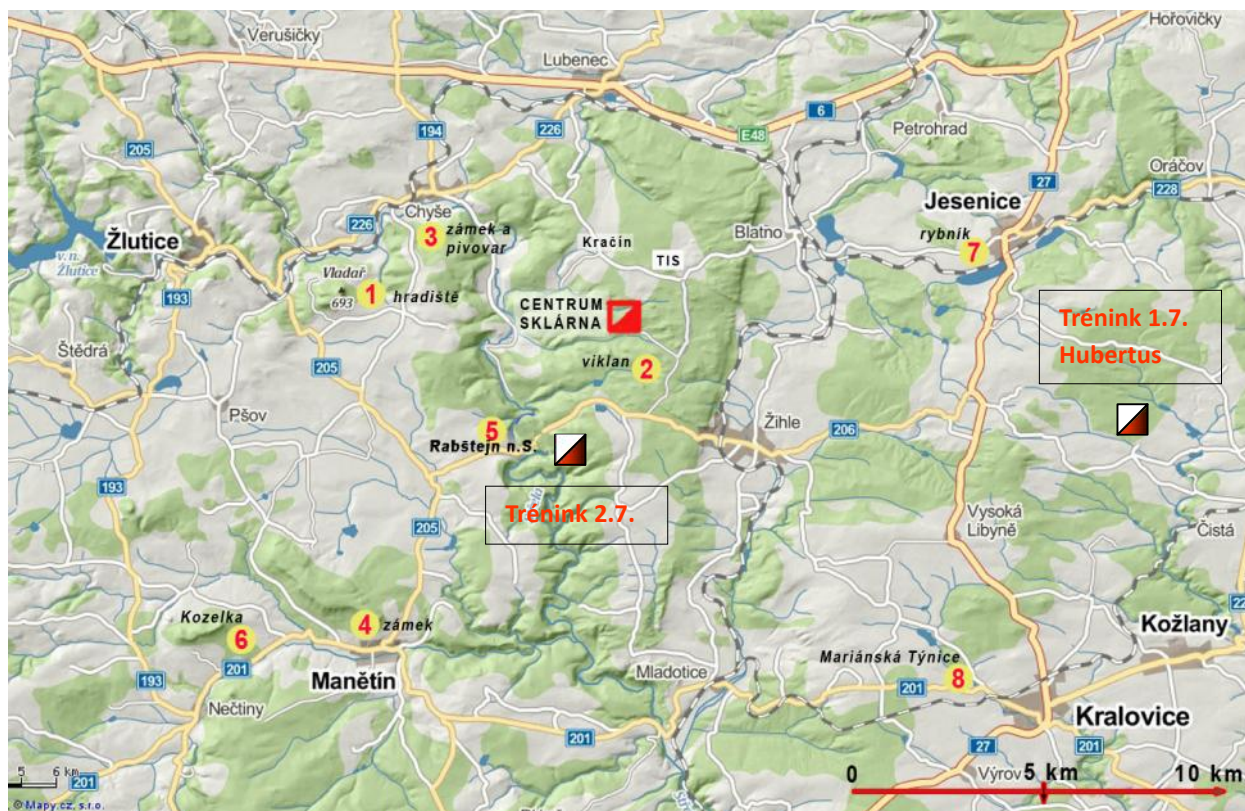 Hořovičky
Verušičky
Lubenec
6
E48
Petrohrad
205
194
226
Oráčov
27
228
Jesenice
rybník
7
Žlutice
v. n.
Žlutice
226
Chyše
3
zámek a
pivovar
Kračín
TIS
Blatno
Vladař
693
1
hradiště
193
CENTRUM
SKLÁRNA
Trénink 1.7.
Hubertus
Štědrá
205
viklan
2
Pšov
5
Rabštejn n.S.
Žihle
206
193
Trénink 2.7.
205
Vysoká
Libyně
Čistá
Kozelka
6
4
zámek
201
Manětín
193
Nečtiny
Mladotice
Mariánská Týnice
201
8
Kožlany
Kralovice
201
27
Výrov
201
5 6 km
0 5 km 10 km
© Mapy.cz, s.r.o.